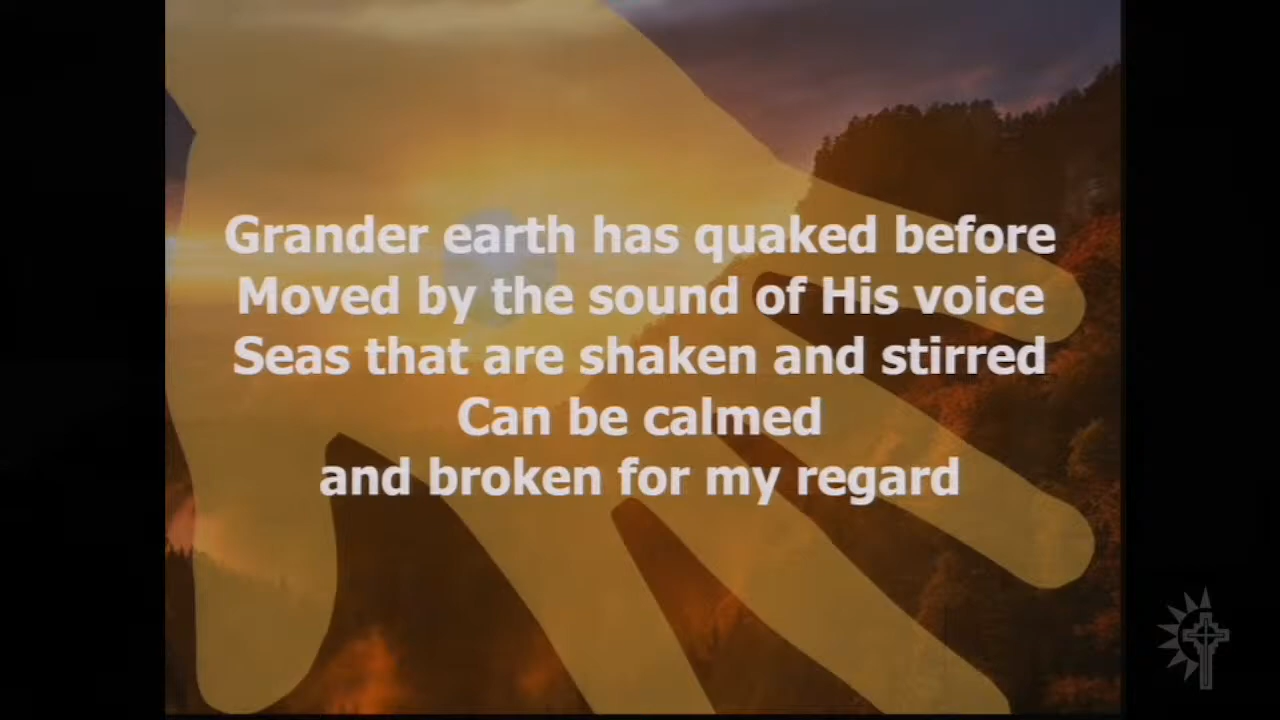 Grander earth has quaked before
Moved by the sound of His voice
Seas that are shaken and stirred
Can be calmed
and broken for my regard